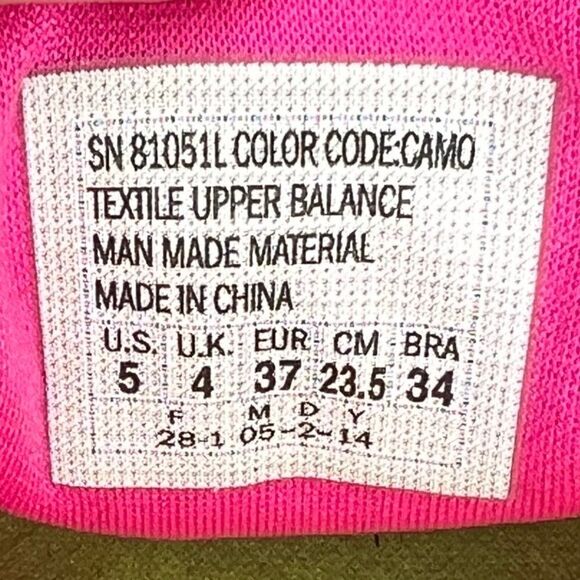 SN 81051L COLOR CODE:CAMO
TEXTILE UPPER BALANCE
MAN MADE MATERIAL
MADE IN CHINA
U.S. U.K. EUR CM BRA
5 4 37 23.5 34
F M D Y
28-1 05-2-14